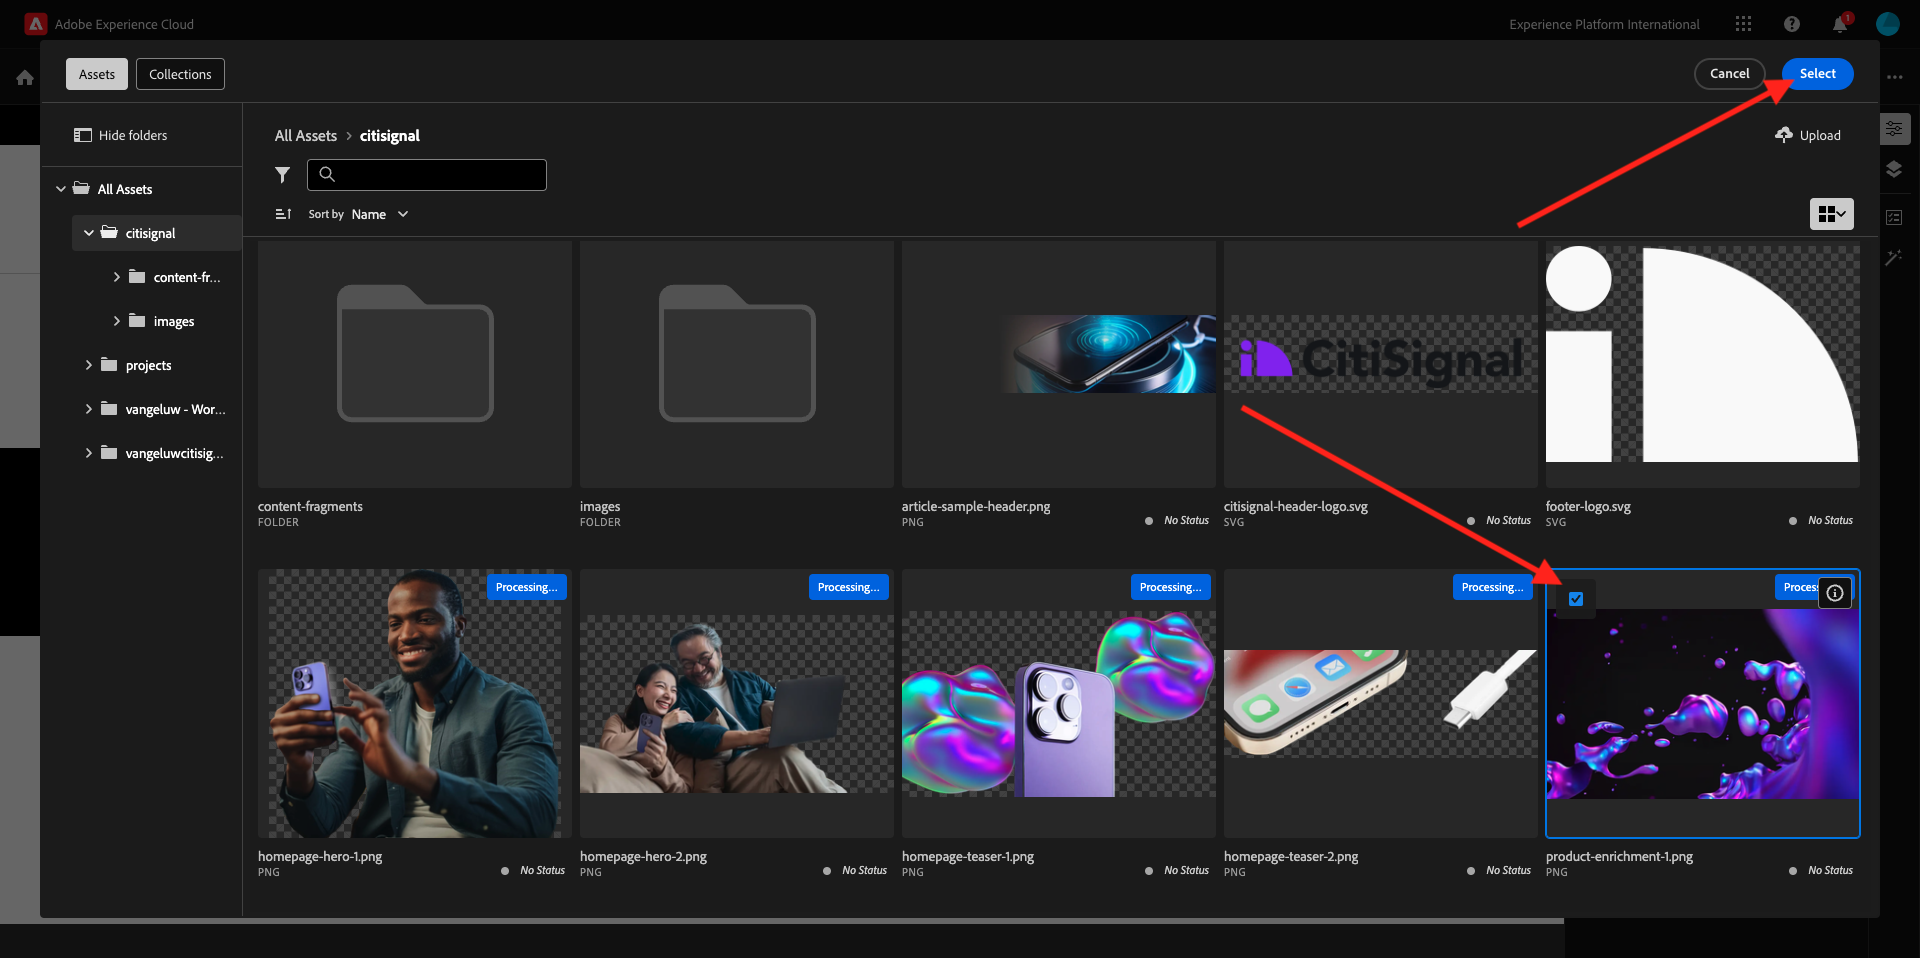 Adobe Experience Cloud
Experience Platform International
1
Assets
Collections
Cancel
Select
Hide folders
All Assets
citisignal
content-fr...
images
projects
vangeluw - Wor...
vangeluwcitisig...
All Assets > citisignal
Upload
Sort by Name
CitiSignal
content-fragments
FOLDER
images
FOLDER
article-sample-header.png
PNG
No Status
citisignal-header-logo.svg
SVG
No Status
footer-logo.svg
SVG
No Status
Processing...
Processing...
Processing...
Processing...
Proces
homepage-hero-1.png
PNG
No Status
homepage-hero-2.png
PNG
No Status
homepage-teaser-1.png
PNG
No Status
homepage-teaser-2.png
PNG
No Status
product-enrichment-1.png
PNG
No Status